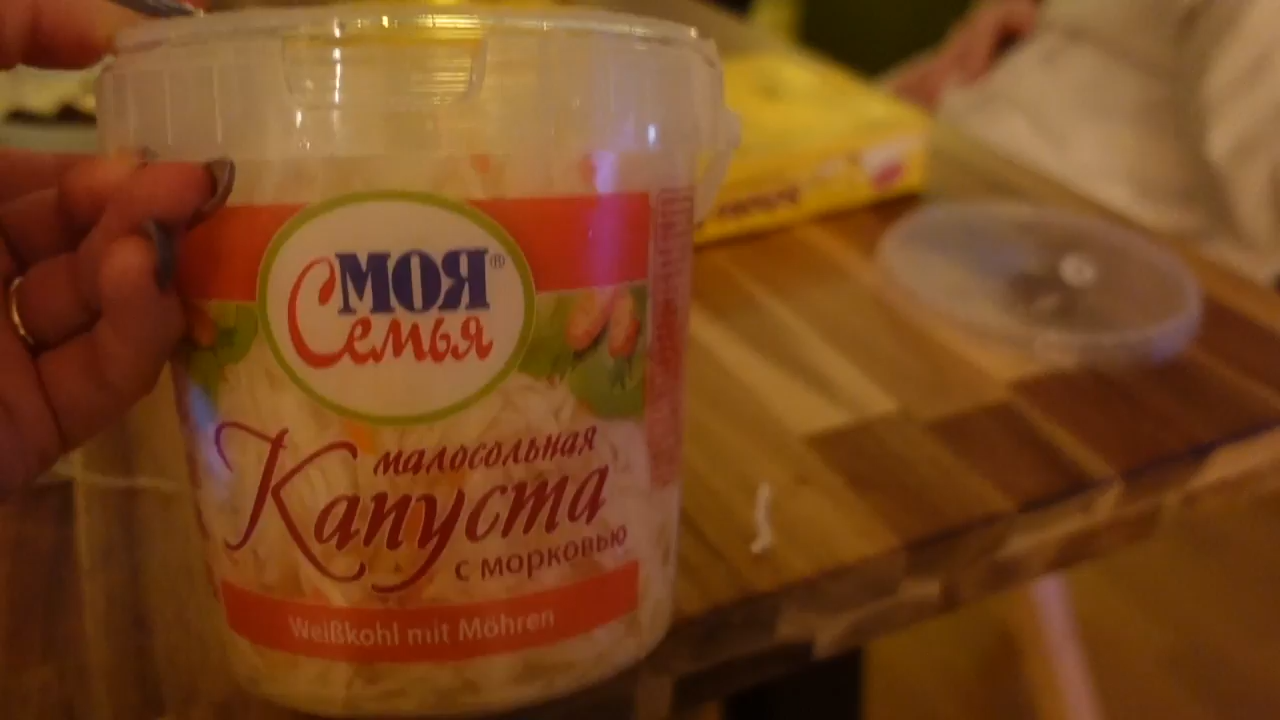 МОЯ®
Семья
малосольная
Капуста
с морковью
Weißkohl mit Möhren